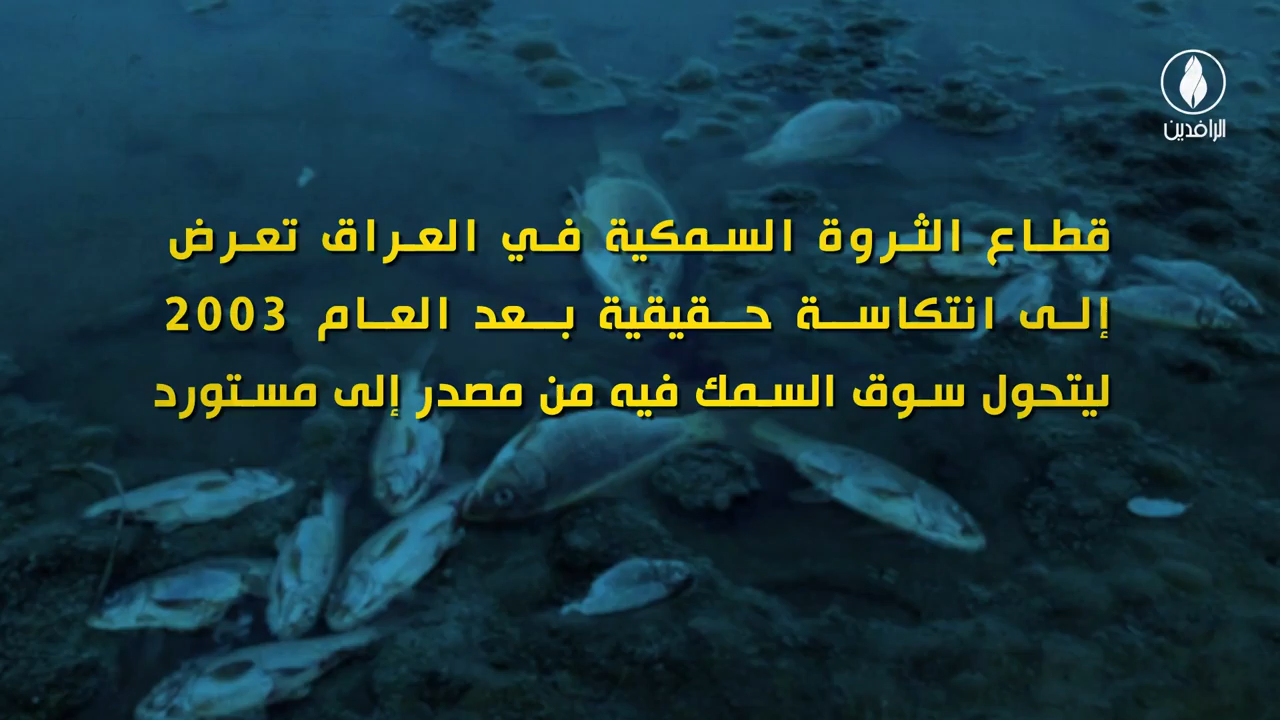 الرافدين
قطاع الثروة السمكية في العراق تعرض
إلى انتكاسة حقيقية بعد العام 2003
ليتحول سوق السمك فيه من مصدر إلى مستورد